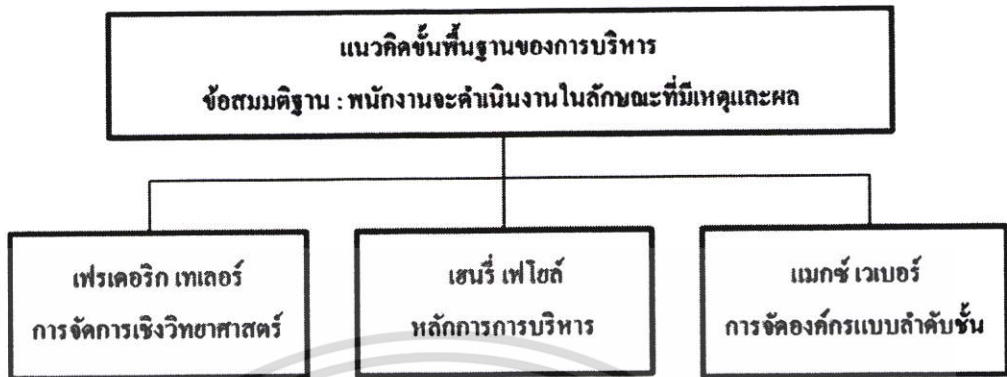 แนวคิดขั้นพื้นฐานของการบริหาร
ข้อสมมติฐาน : พนักงานจะดำเนินงานในลักษณะที่มีเหตุและผล
เฟรเดอริก เทเลอร์
การจัดการเชิงวิทยาศาสตร์
เฮนรี่ เฟโยล์
หลักการการบริหาร
แมกซ์ เวเบอร์
การจัดองค์กรแบบลำดับชั้น